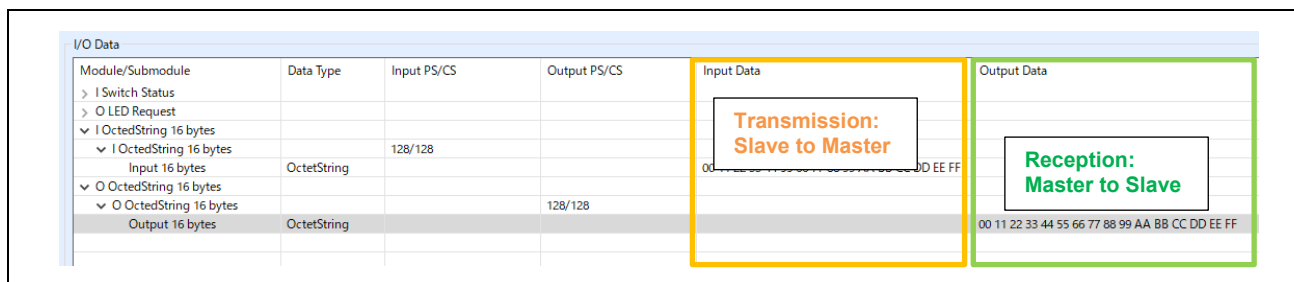 I/O Data
Module/Submodule Data Type Input PS/CS Output PS/CS Input Data Output Data
> I Switch Status
> O LED Request
I OctedString 16 bytes
I OctedString 16 bytes 128/128
Input 16 bytes OctetString DD EE FF
O OctedString 16 bytes
O OctedString 16 bytes 128/128
Output 16 bytes OctetString 00 11 22 33 44 55 66 77 88 99 AA BB CC DD EE FF
Transmission:
Slave to Master
Reception:
Master to Slave